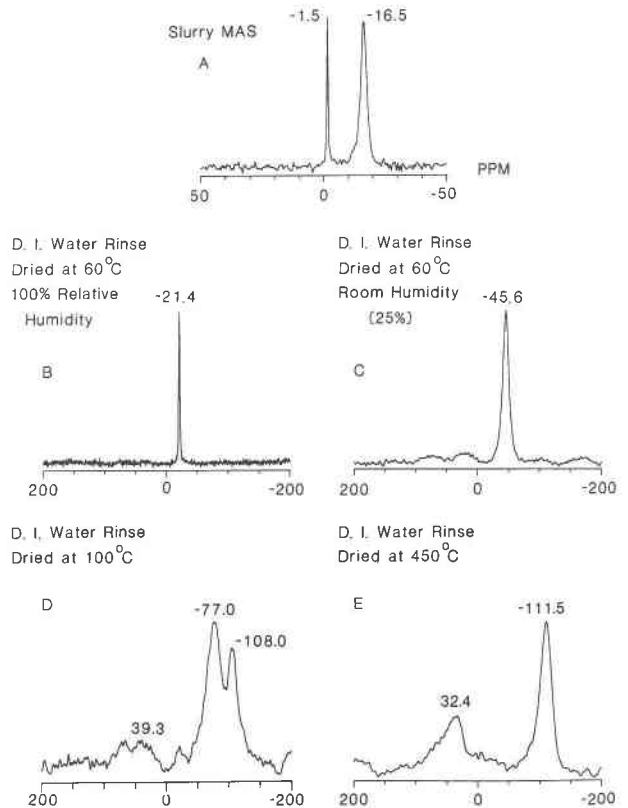 Slurry MAS
A
-1.5
-16.5
50 0 -50
PPM
D. I. Water Rinse
Dried at 60°C
100% Relative
Humidity
B
-21.4
200 0 -200
D. I. Water Rinse
Dried at 60°C
Room Humidity
(25%)
C
-45.6
200 0 -200
D. I. Water Rinse
Dried at 100°C
D
-77.0
-108.0
39.3
200 0 -200
D. I. Water Rinse
Dried at 450°C
E
-111.5
32.4
200 0 -200